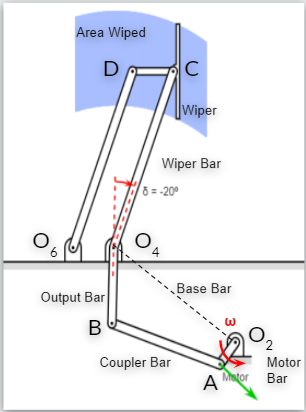 Area Wiped
D
C
Wiper
Wiper Bar
δ = -20º
O6
O4
Base Bar
Output Bar
ω
O2
B
Coupler Bar
Motor
Bar
A
Motor